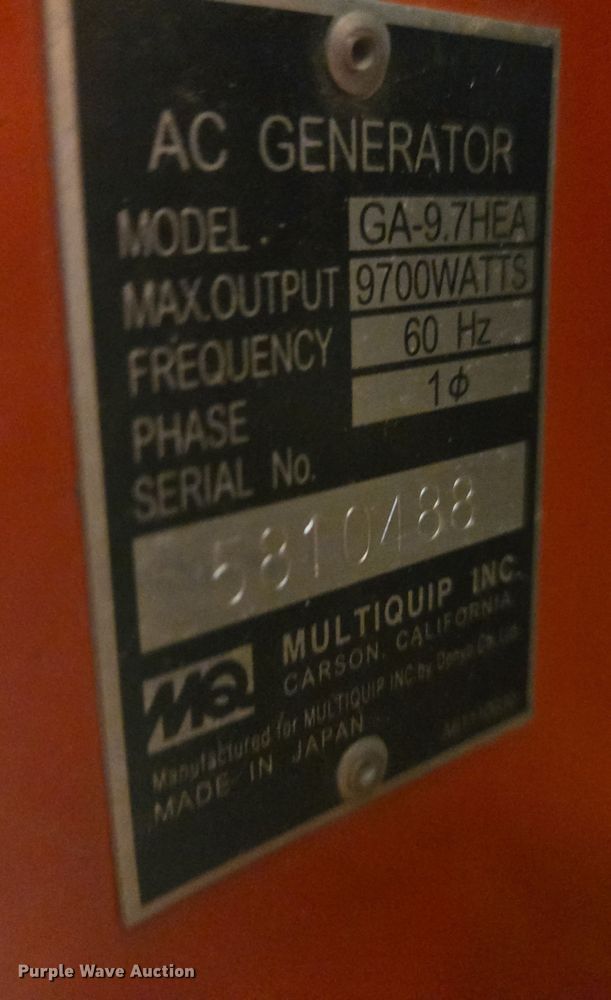 AC GENERATOR
MODEL GA-9.7HEA
MAX.OUTPUT 9700WATTS
FREQUENCY 60 Hz
PHASE 1ϕ
SERIAL No.
5810488
MQ
MULTIQUIP INC.
CARSON, CALIFORNIA
Manufactured for MULTIQUIP INC.by Denyo Co. Ltd.
MADE IN JAPAN
Purple Wave Auction